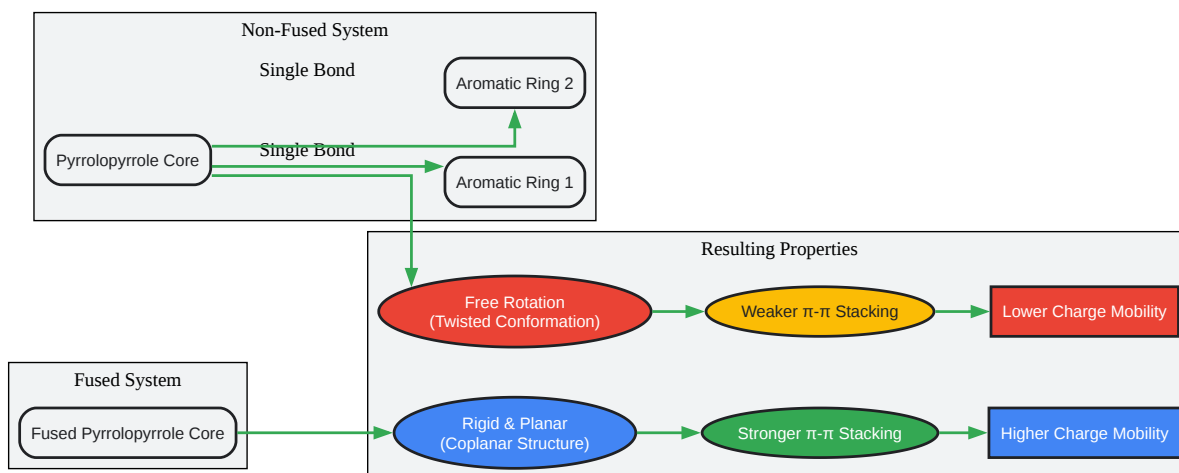 Non-Fused System
Single Bond
Aromatic Ring 2
Pyrrolopyrrole Core
Single Bond
Aromatic Ring 1
Resulting Properties
Free Rotation
(Twisted Conformation)
Weaker π-π Stacking
Lower Charge Mobility
Fused System
Fused Pyrrolopyrrole Core
Rigid & Planar
(Coplanar Structure)
Stronger π-π Stacking
Higher Charge Mobility